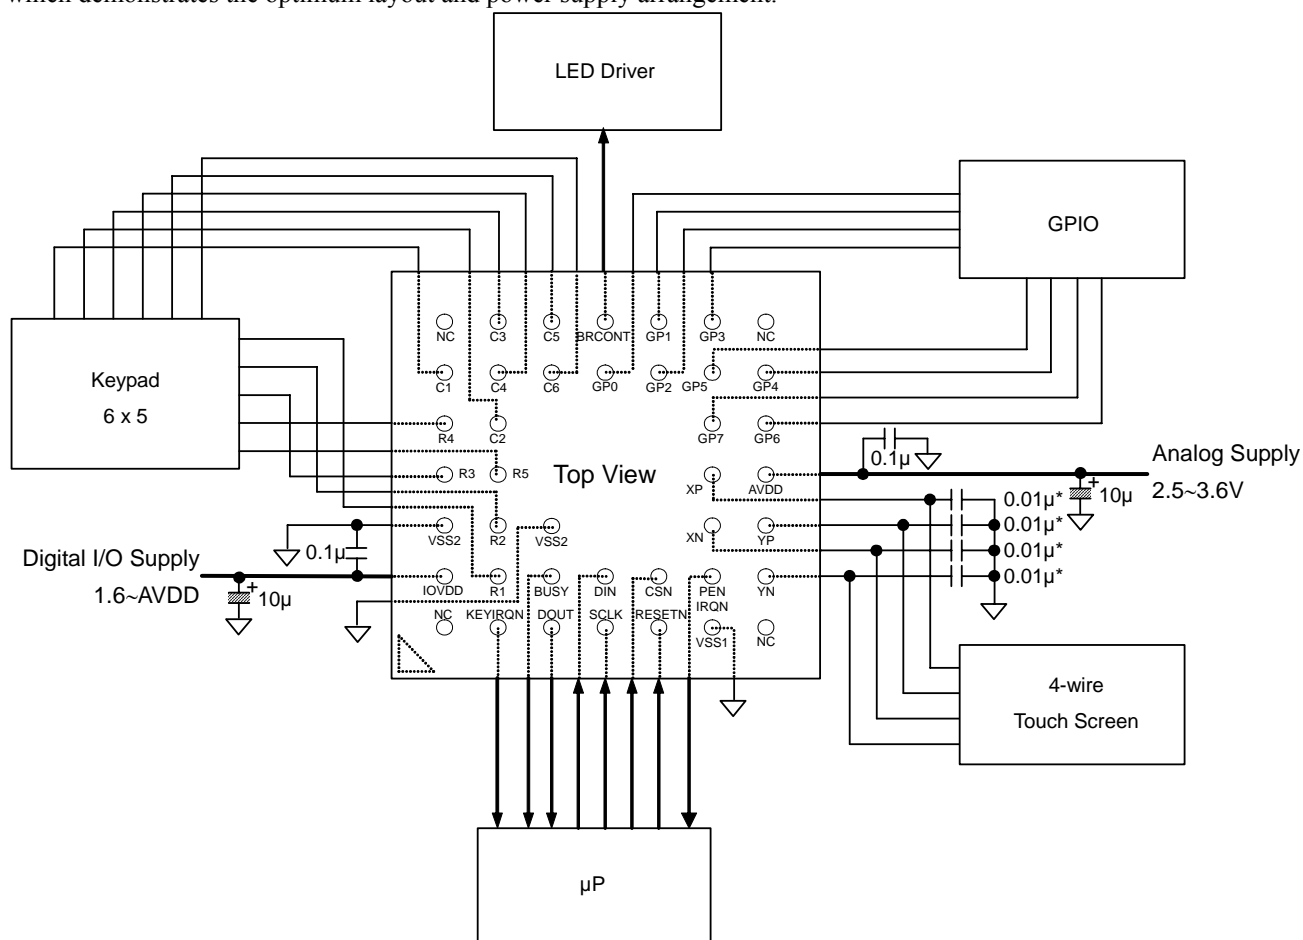 which demonstrates the optimum layout and power supply arrangement.
LED Driver
GPIO
Keypad
6 x 5
NC
C3
C5
BRCONT
GP1
GP3
NC
C1
C4
C6
GP0
GP2
GP5
GP4
R4
C2
GP7
GP6
R3
R5
Top View
XP
AVDD
0.1µ
Analog Supply
2.5~3.6V
10µ
VSS2
R2
VSS2
XN
YP
0.01µ*
0.01µ*
0.01µ*
0.01µ*
Digital I/O Supply
1.6~AVDD
0.1µ
10µ
IOVDD
R1
BUSY
DIN
CSN
PEN
IRQN
YN
NC
KEYIRQN
DOUT
SCLK
RESETN
VSS1
NC
4-wire
Touch Screen
µP